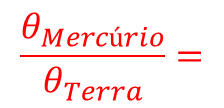 θ_Mercúrio / θ_Terra =